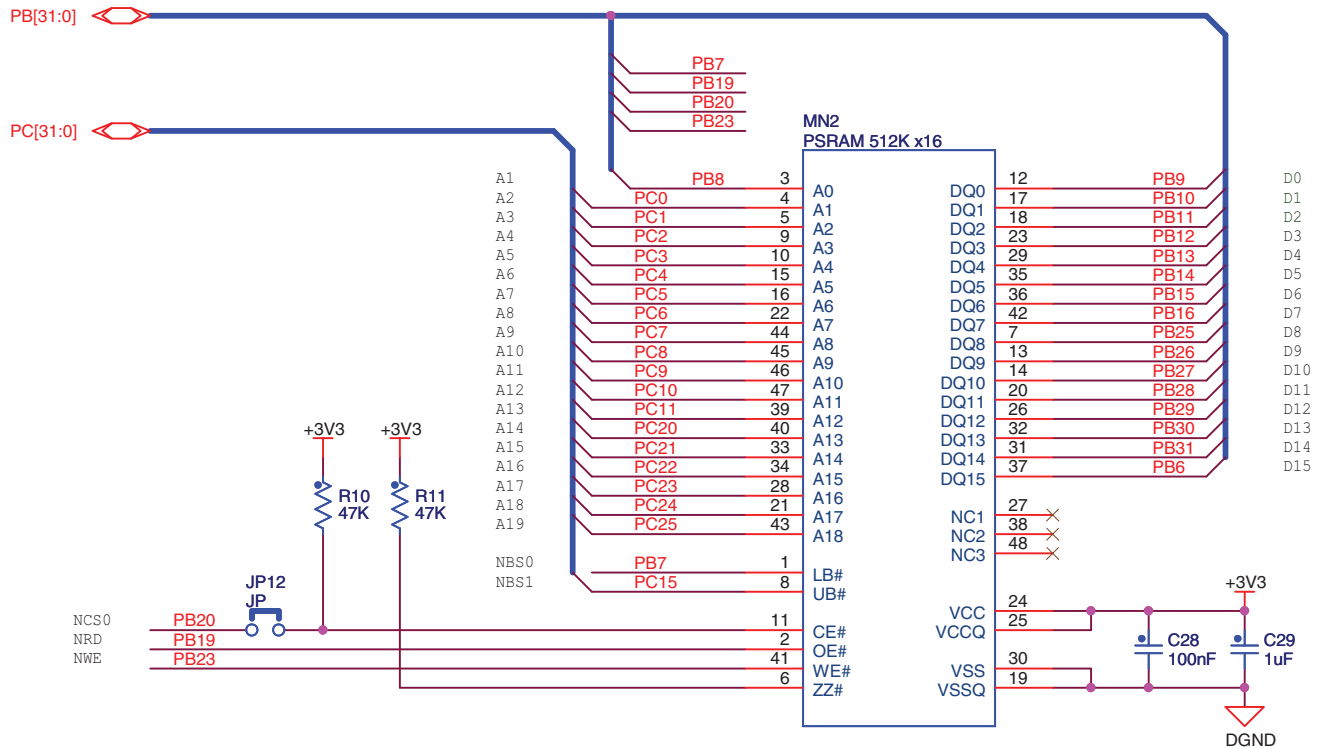 PB[31:0]
PB7
PB19
PB20
PB23
PC[31:0]
MN2
PSRAM 512K x16
A1 PB8 3 A0 DQ0 12 PB9 D0
A2 PC0 4 A1 DQ1 17 PB10 D1
A3 PC1 5 A2 DQ2 18 PB11 D2
A4 PC2 9 A3 DQ3 23 PB12 D3
A5 PC3 10 A4 DQ4 29 PB13 D4
A6 PC4 15 A5 DQ5 35 PB14 D5
A7 PC5 16 A6 DQ6 36 PB15 D6
A8 PC6 22 A7 DQ7 42 PB16 D7
A9 PC7 44 A8 DQ8 7 PB25 D8
A10 PC8 45 A9 DQ9 13 PB26 D9
A11 PC9 46 A10 DQ10 14 PB27 D10
A12 PC10 47 A11 DQ11 20 PB28 D11
A13 PC11 39 A12 DQ12 26 PB29 D12
A14 PC20 40 A13 DQ13 32 PB30 D13
A15 PC21 33 A14 DQ14 31 PB31 D14
A16 PC22 34 A15 DQ15 37 PB6 D15
A17 PC23 28 A16
A18 PC24 21 A17 NC1 27
A19 PC25 43 A18 NC2 38
NC3 48
+3V3 +3V3
R10 R11
47K 47K
NBS0 PB7 1 LB#
NBS1 PC15 8 UB#
JP12
JP
+3V3
VCC 24
NCS0 PB20 11 CE# VCCQ 25
NRD PB19 2 OE#
NWE PB23 41 WE# VSS 30
6 ZZ# VSSQ 19
C28 C29
100nF 1uF
DGND